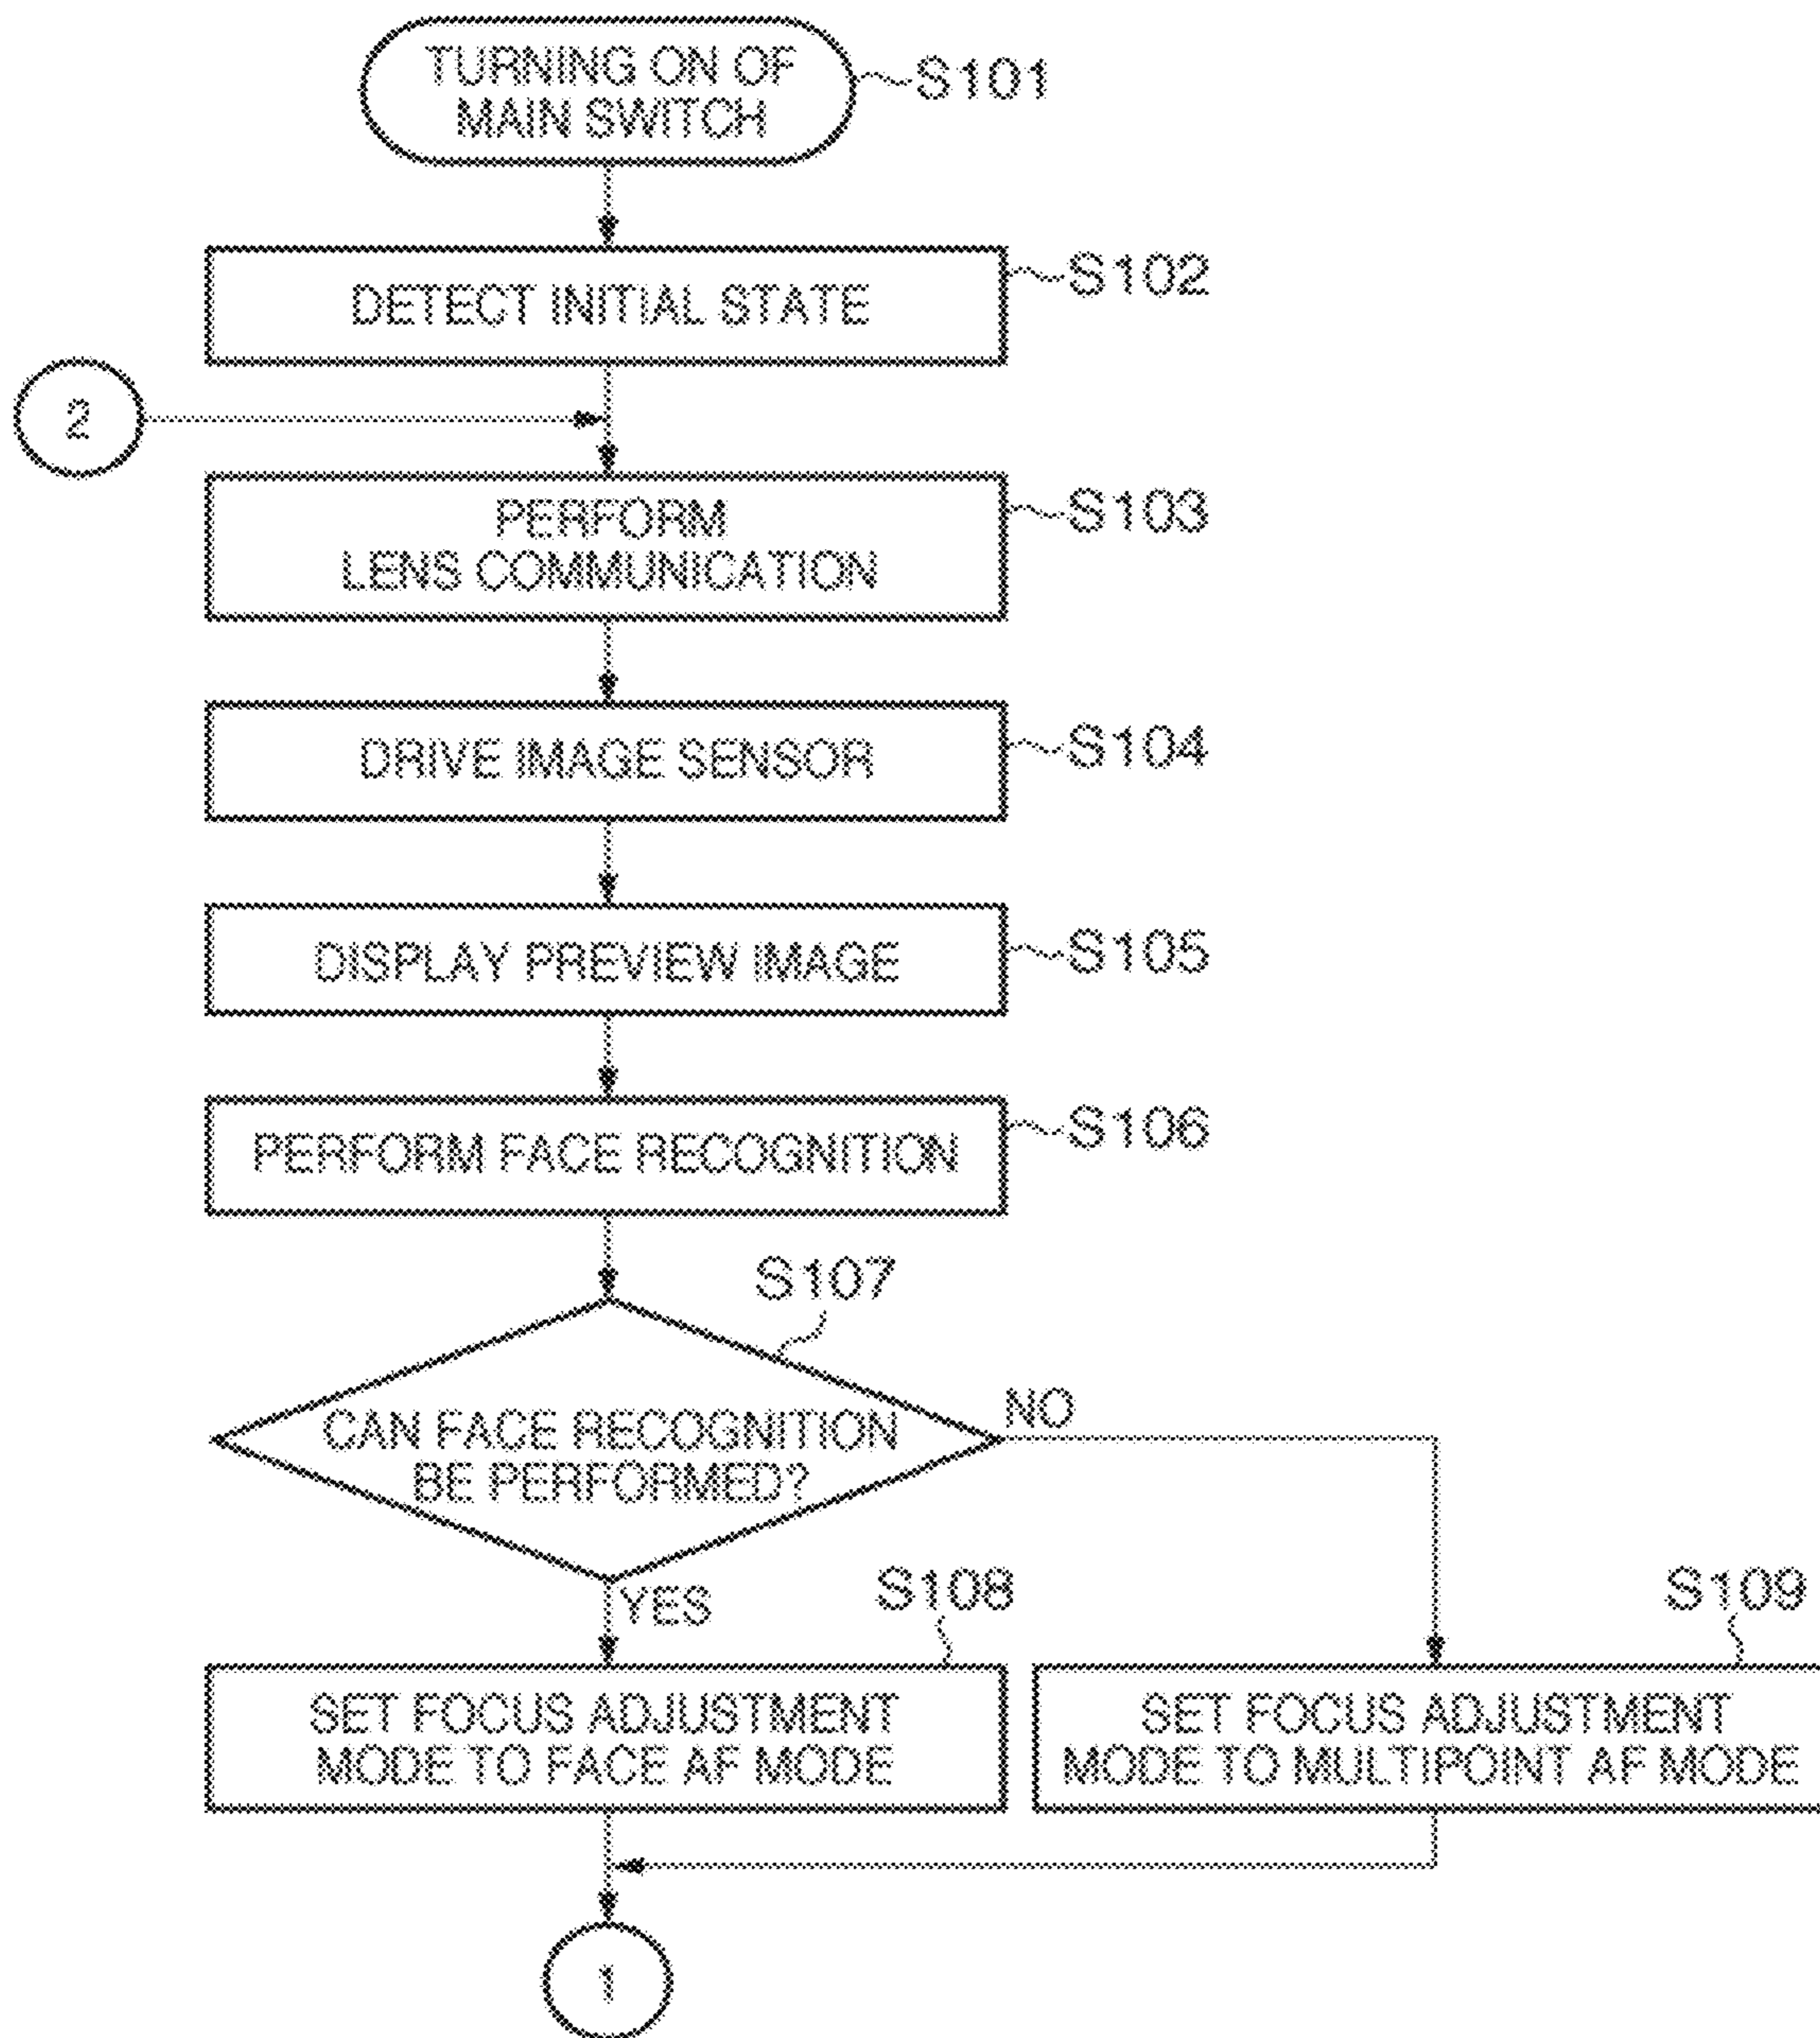 TURNING ON OF
MAIN SWITCH
S101
DETECT INITIAL STATE
S102
2
PERFORM
LENS COMMUNICATION
S103
DRIVE IMAGE SENSOR
S104
DISPLAY PREVIEW IMAGE
S105
PERFORM FACE RECOGNITION
S106
S107
CAN FACE RECOGNITION
BE PERFORMED?
NO
YES
S108
SET FOCUS ADJUSTMENT
MODE TO FACE AF MODE
S109
SET FOCUS ADJUSTMENT
MODE TO MULTIPOINT AF MODE
1